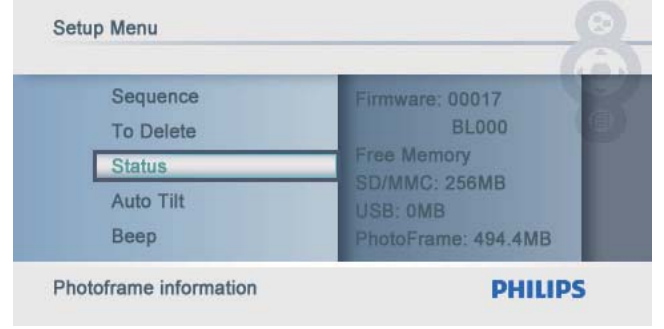 Setup Menu
Sequence
To Delete
Status
Auto Tilt
Beep
Firmware: 00017
BL000
Free Memory
SD/MMC: 256MB
USB: 0MB
PhotoFrame: 494.4MB
Photoframe information
PHILIPS